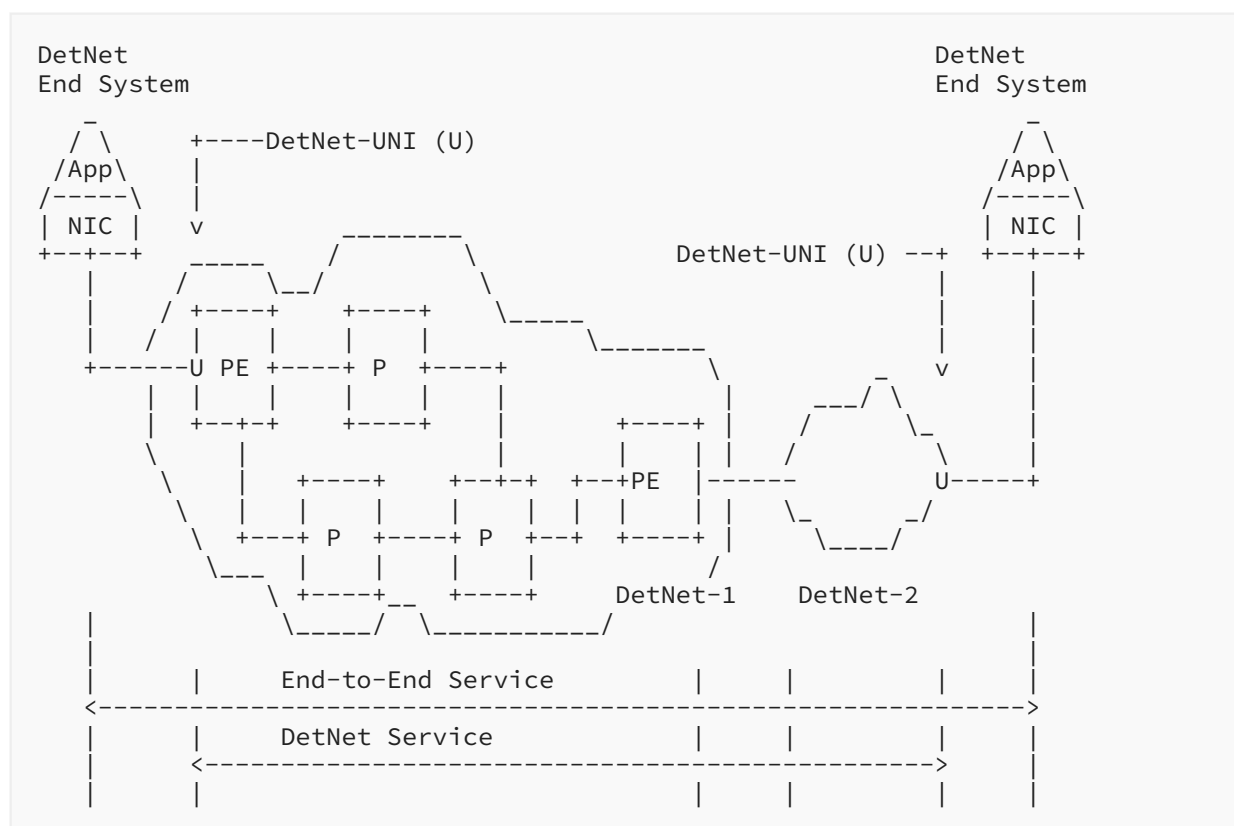 DetNet DetNet
End System End System
+----DetNet-UNI (U)
/App\ /App\
| NIC | v | NIC |
DetNet-UNI (U) --+
U PE P v
PE U
P P
DetNet-1 DetNet-2
End-to-End Service
DetNet Service